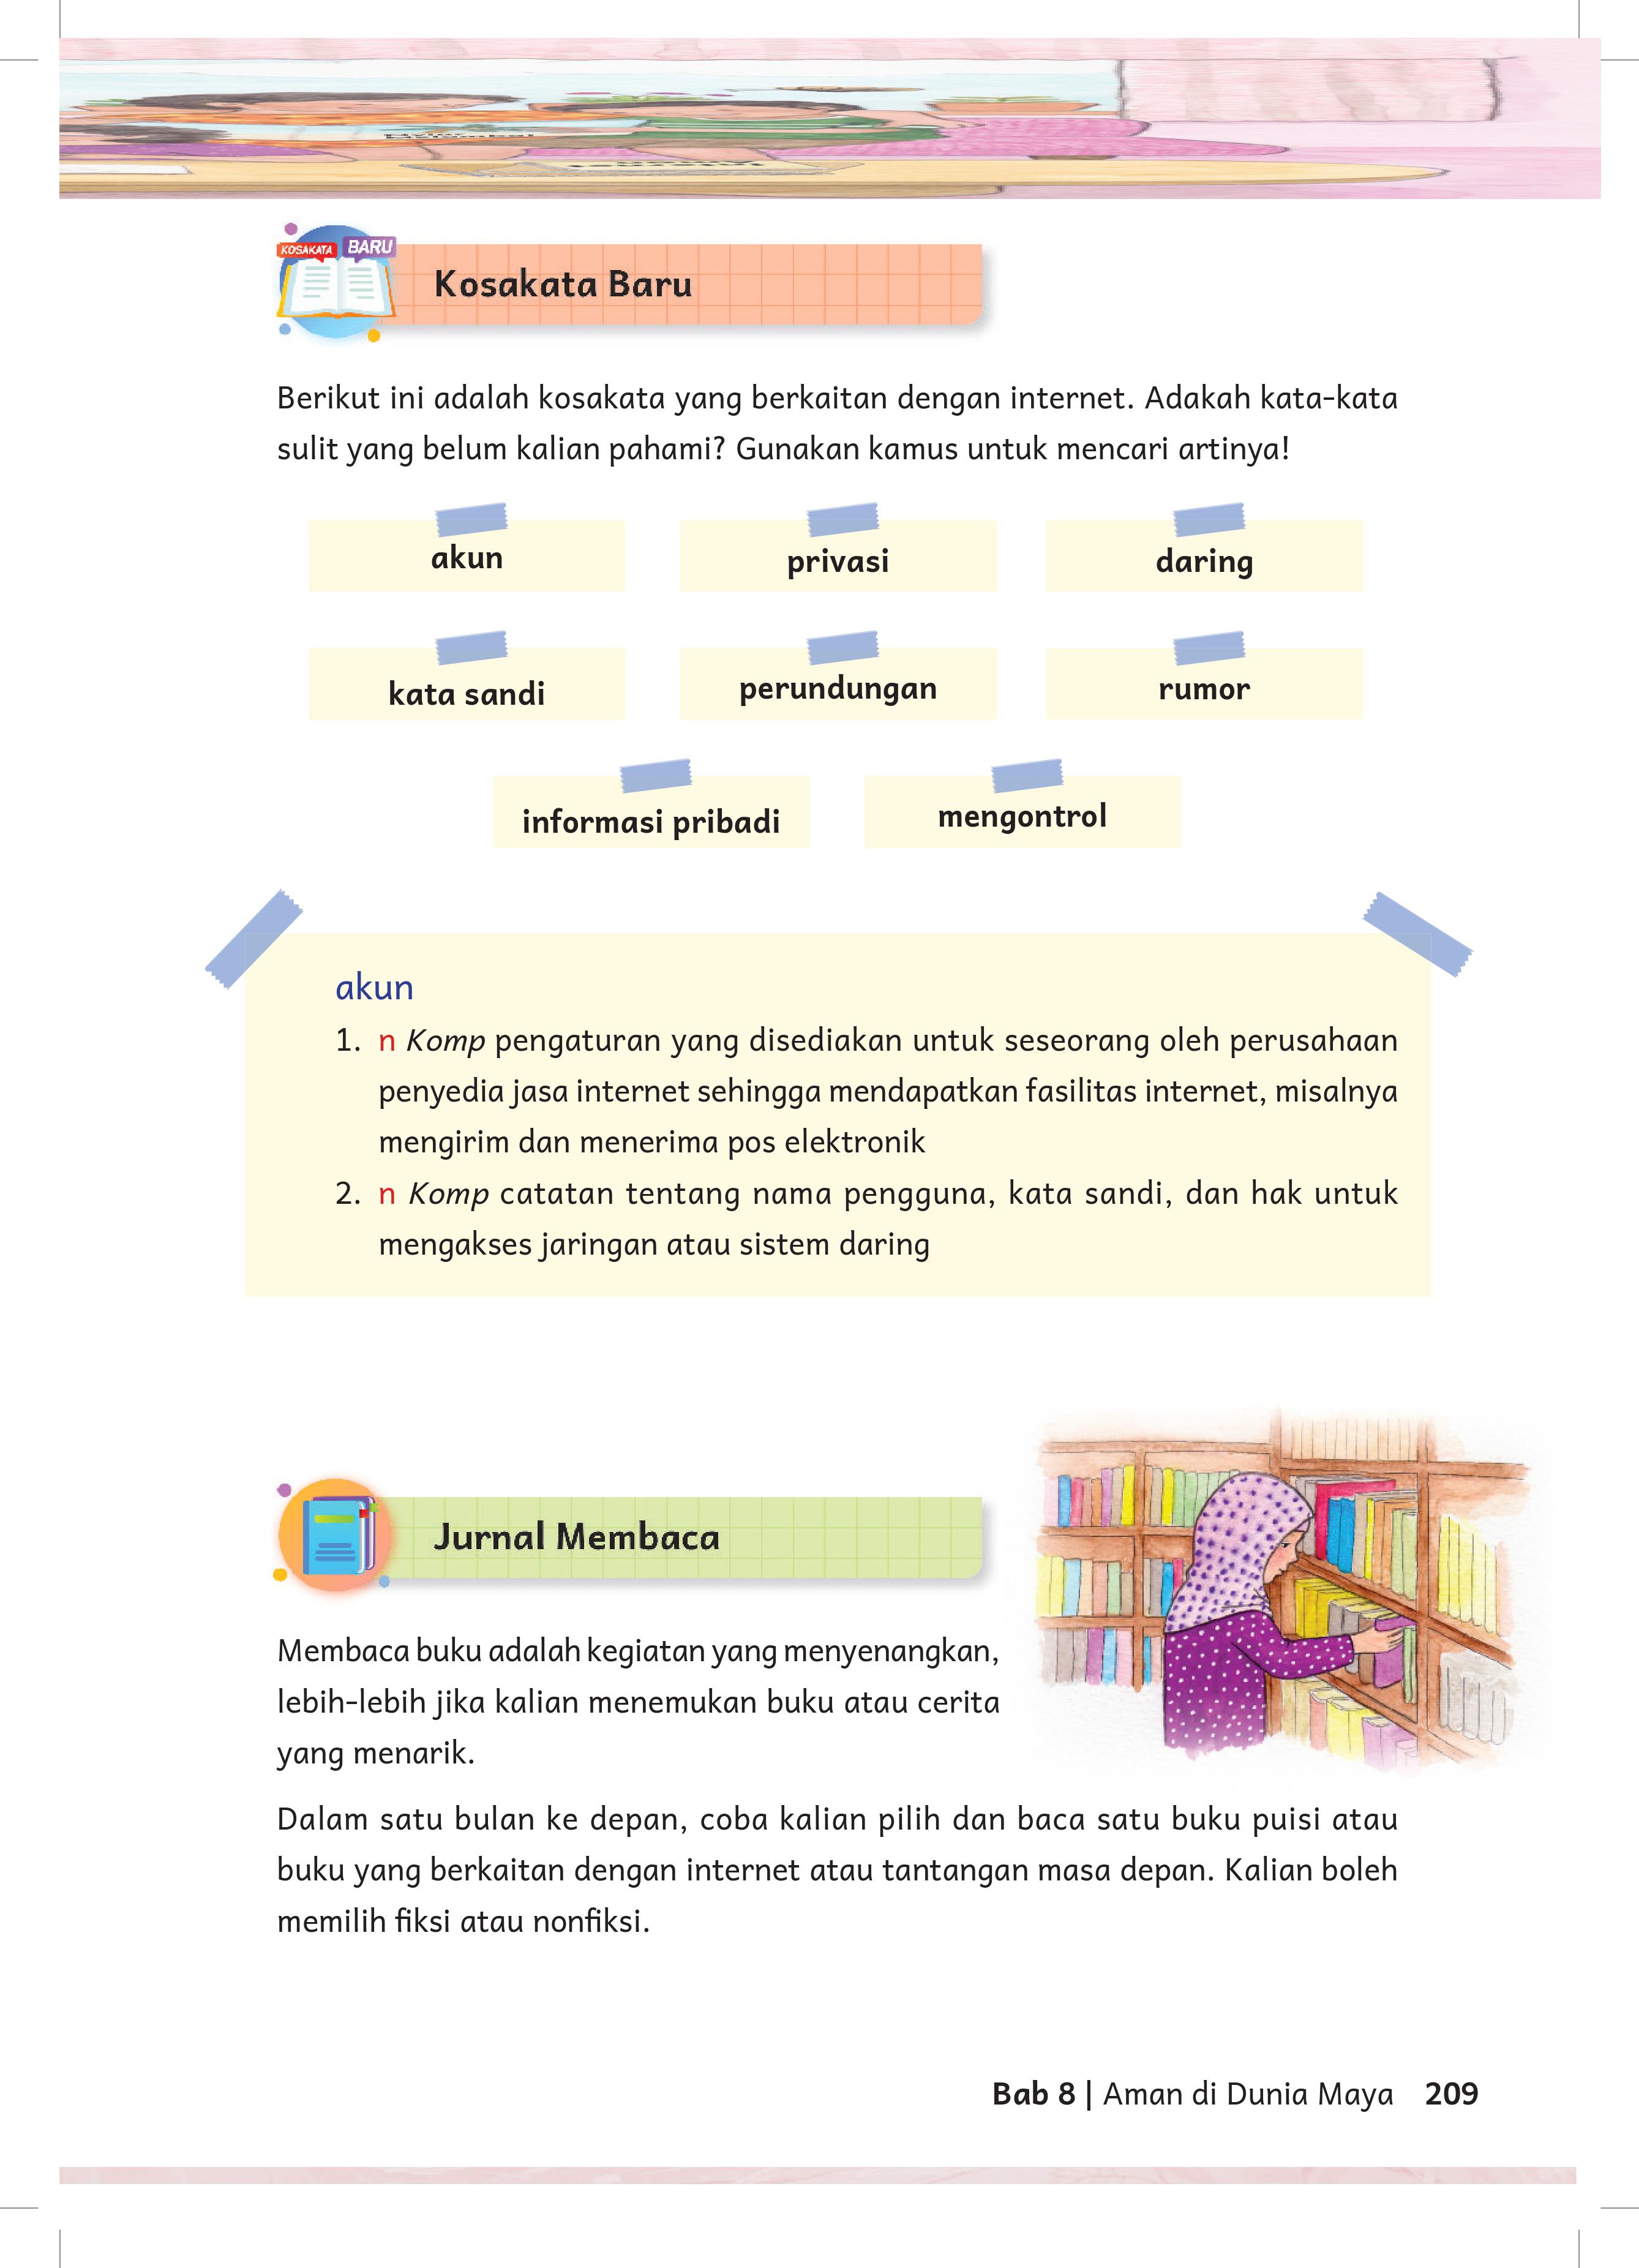 KOSAKATA BARU
Kosakata Baru
Berikut ini adalah kosakata yang berkaitan dengan internet. Adakah kata-kata
sulit yang belum kalian pahami? Gunakan kamus untuk mencari artinya!
akun
privasi
daring
kata sandi
perundungan
rumor
informasi pribadi
mengontrol
akun
1. n Komp pengaturan yang disediakan untuk seseorang oleh perusahaan
penyedia jasa internet sehingga mendapatkan fasilitas internet, misalnya
mengirim dan menerima pos elektronik
2. n Komp catatan tentang nama pengguna, kata sandi, dan hak untuk
mengakses jaringan atau sistem daring
Jurnal Membaca
Membaca buku adalah kegiatan yang menyenangkan,
lebih-lebih jika kalian menemukan buku atau cerita
yang menarik.
Dalam satu bulan ke depan, coba kalian pilih dan baca satu buku puisi atau
buku yang berkaitan dengan internet atau tantangan masa depan. Kalian boleh
memilih fiksi atau nonfiksi.
Bab 8 | Aman di Dunia Maya 209